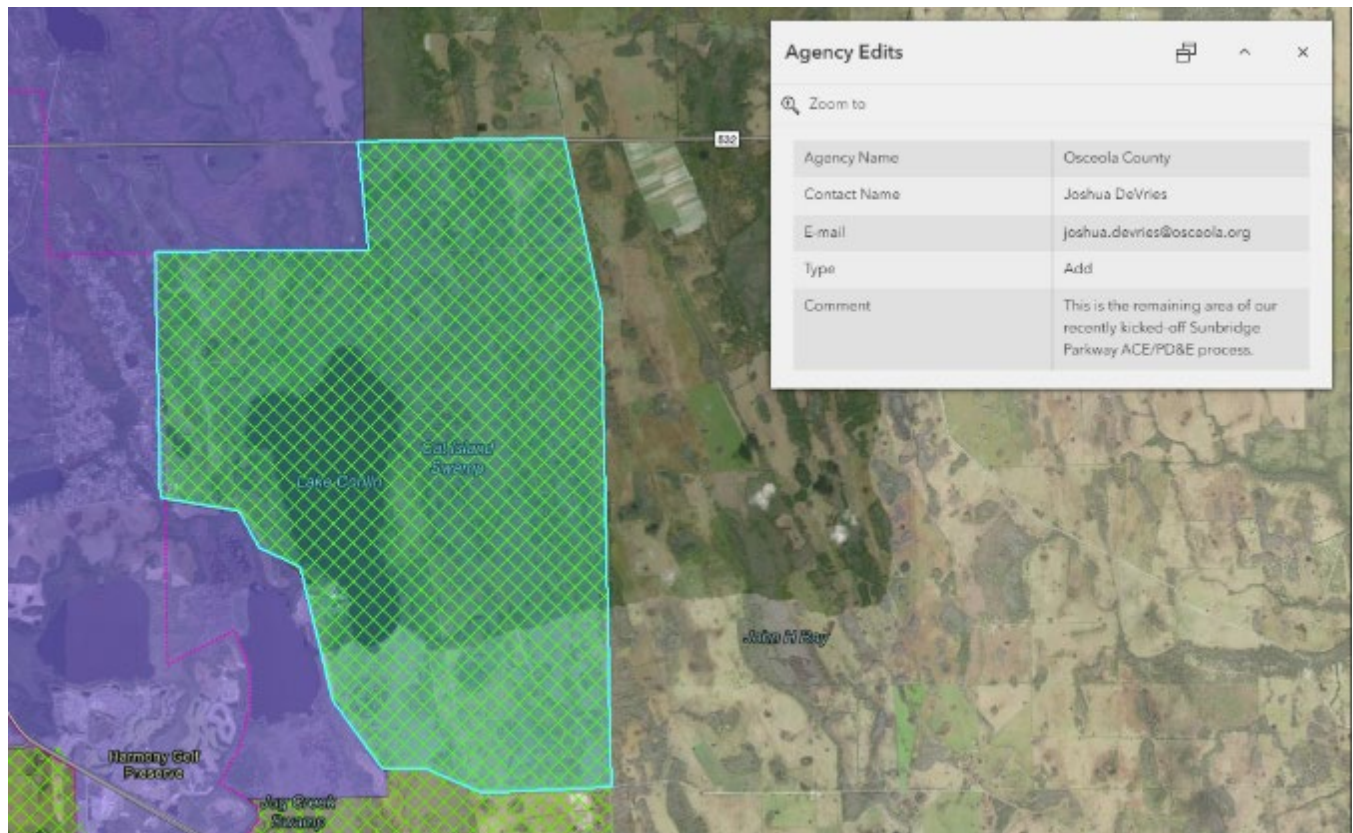 Agency Edits
Zoom to
Agency Name Osceola County
Contact Name Joshua DeVries
E-mail joshua.devries@osceola.org
Type Add
Comment This is the remaining area of our
recently kicked-off Sunbridge
Parkway ACE/PD&E process.
532
Cat Island
Swamp
Lake Conlin
John H Bay
Harmony Golf
Preserve
Jug Creek
Swamp